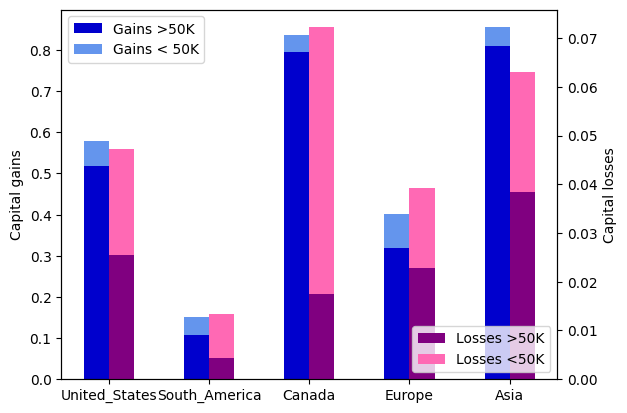 Gains >50K
Gains < 50K
Capital gains
0.8
0.7
0.6
0.5
0.4
0.3
0.2
0.1
0.0
0.07
0.06
0.05
0.04
0.03
0.02
0.01
0.00
Capital losses
Losses >50K
Losses <50K
United_States South_America Canada Europe Asia